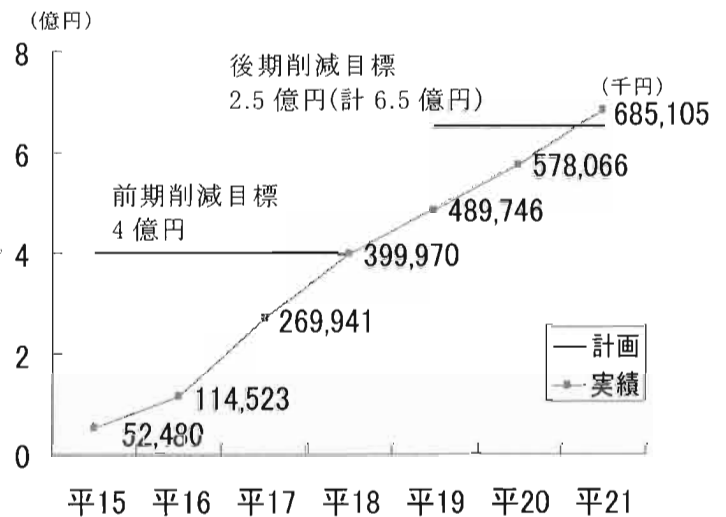 (億円)
8
6
4
2
0
後期削減目標
2.5億円(計6.5億円)
前期削減目標
4億円
(千円)
685,105
578,066
489,746
399,970
269,941
114,523
52,480
計画
実績
平15 平16 平17 平18 平19 平20 平21